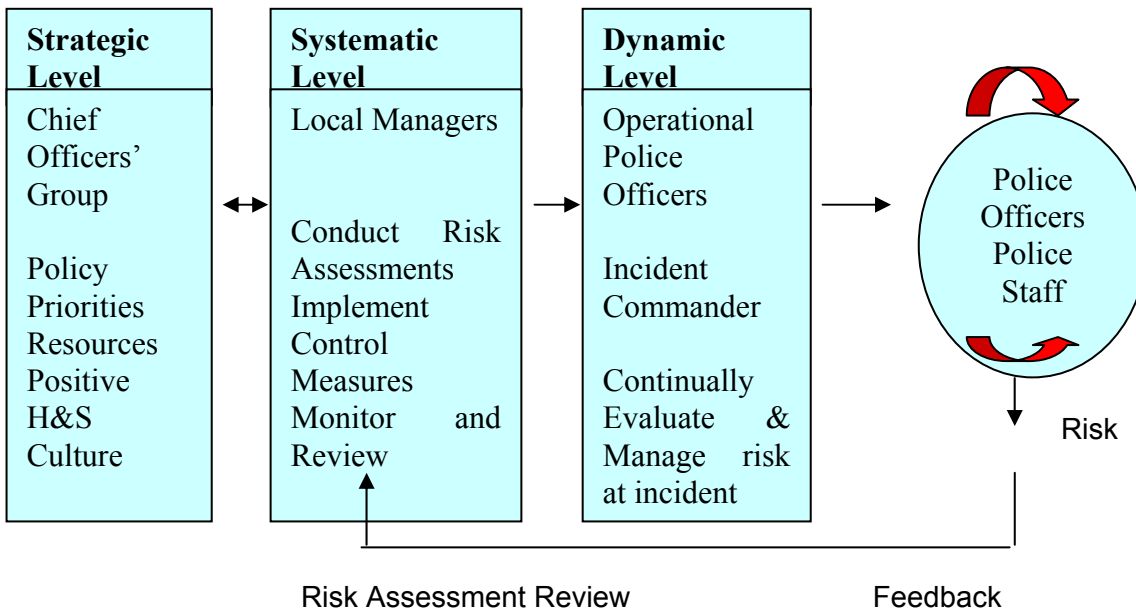 Strategic
Level
Chief
Officers’
Group
Policy
Priorities
Resources
Positive
H&S
Culture
Systematic
Level
Local Managers
Conduct Risk
Assessments
Implement
Control
Measures
Monitor and
Review
Dynamic
Level
Operational
Police
Officers
Incident
Commander
Continually
Evaluate &
Manage risk
at incident
Police
Officers
Police
Staff
Risk
Risk Assessment Review
Feedback